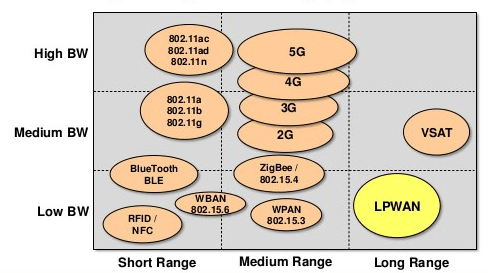 High BW
802.11ac
802.11ad
802.11n
5G
4G
Medium BW
802.11a
802.11b
802.11g
3G
2G
VSAT
Low BW
BlueTooth
BLE
ZigBee /
802.15.4
WBAN
802.15.6
RFID /
NFC
WPAN
802.15.3
LPWAN
Short Range
Medium Range
Long Range